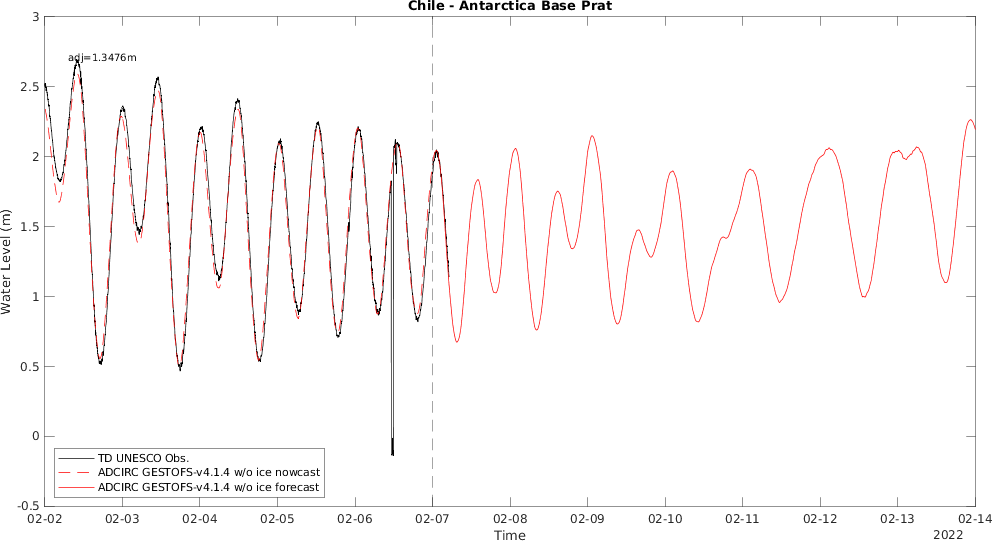 Chile - Antarctica Base Prat
adj=1.3476m
3
2.5
2
1.5
1
0.5
0
-0.5
Water Level (m)
TD UNESCO Obs.
ADCIRC GESTOFS-v4.1.4 w/o ice nowcast
ADCIRC GESTOFS-v4.1.4 w/o ice forecast
02-02 02-03 02-04 02-05 02-06 02-07 02-08 02-09 02-10 02-11 02-12 02-13 02-14
Time
2022